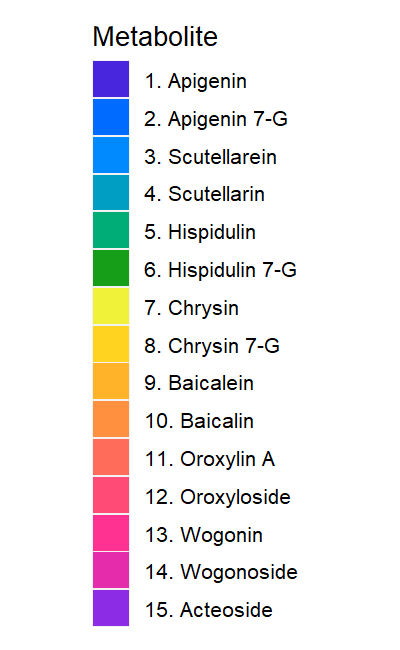 Metabolite
1. Apigenin
2. Apigenin 7-G
3. Scutellarein
4. Scutellarin
5. Hispidulin
6. Hispidulin 7-G
7. Chrysin
8. Chrysin 7-G
9. Baicalein
10. Baicalin
11. Oroxylin A
12. Oroxyloside
13. Wogonin
14. Wogonoside
15. Acteoside